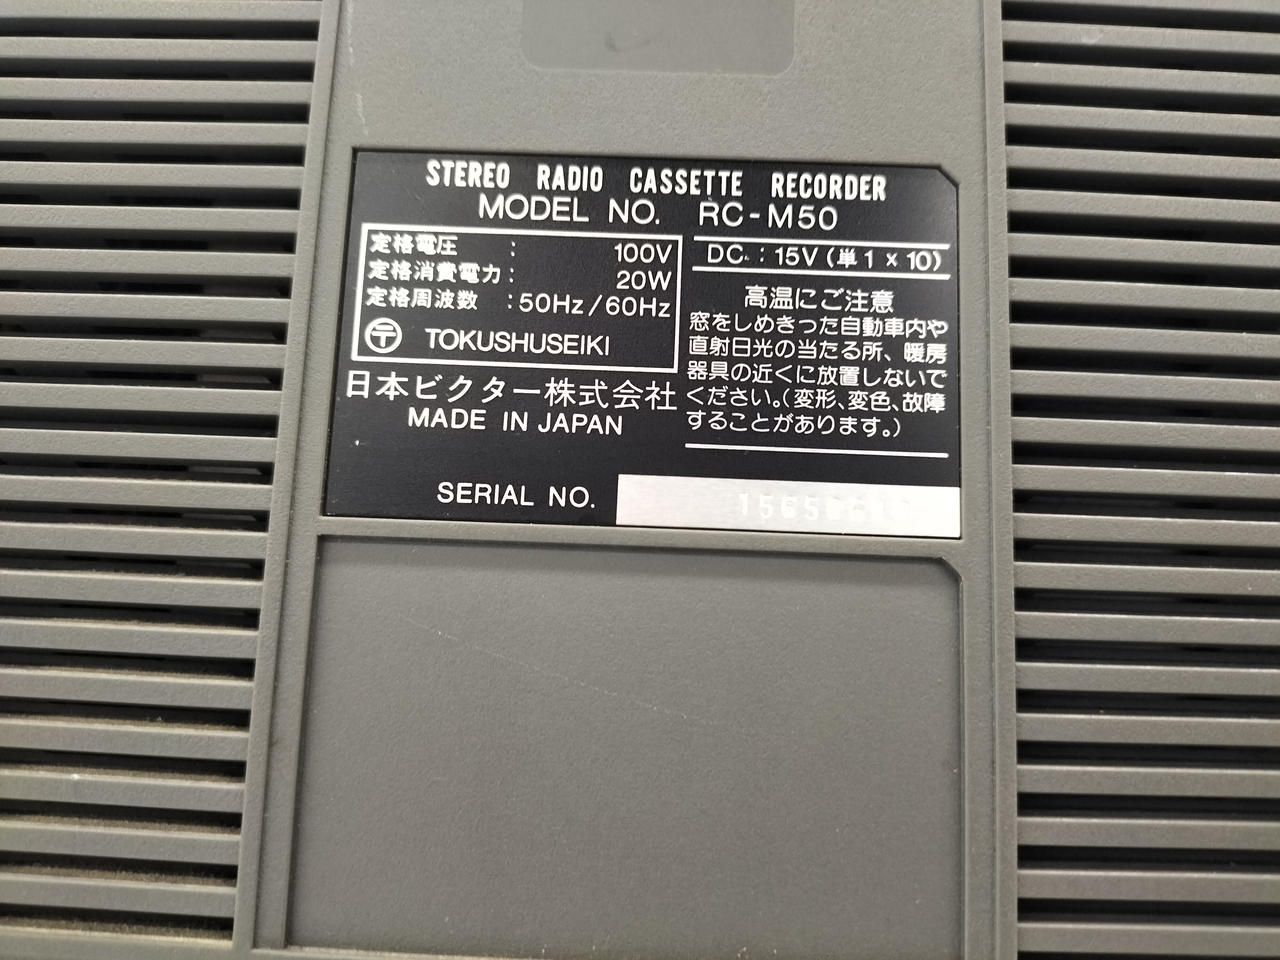 STEREO RADIO CASSETTE RECORDER
MODEL NO. RC-M50
定格電圧 : 100V
定格消費電力 : 20W
定格周波数 : 50Hz/60Hz
〒 TOKUSHUSEIKI
日本ビクター株式会社
MADE IN JAPAN
DC : 15V (単1×10)
高温にご注意
窓をしめきった自動車内や
直射日光の当たる所、暖房
器具の近くに放置しないで
ください。(変形、変色、故障
することがあります。)
SERIAL NO.